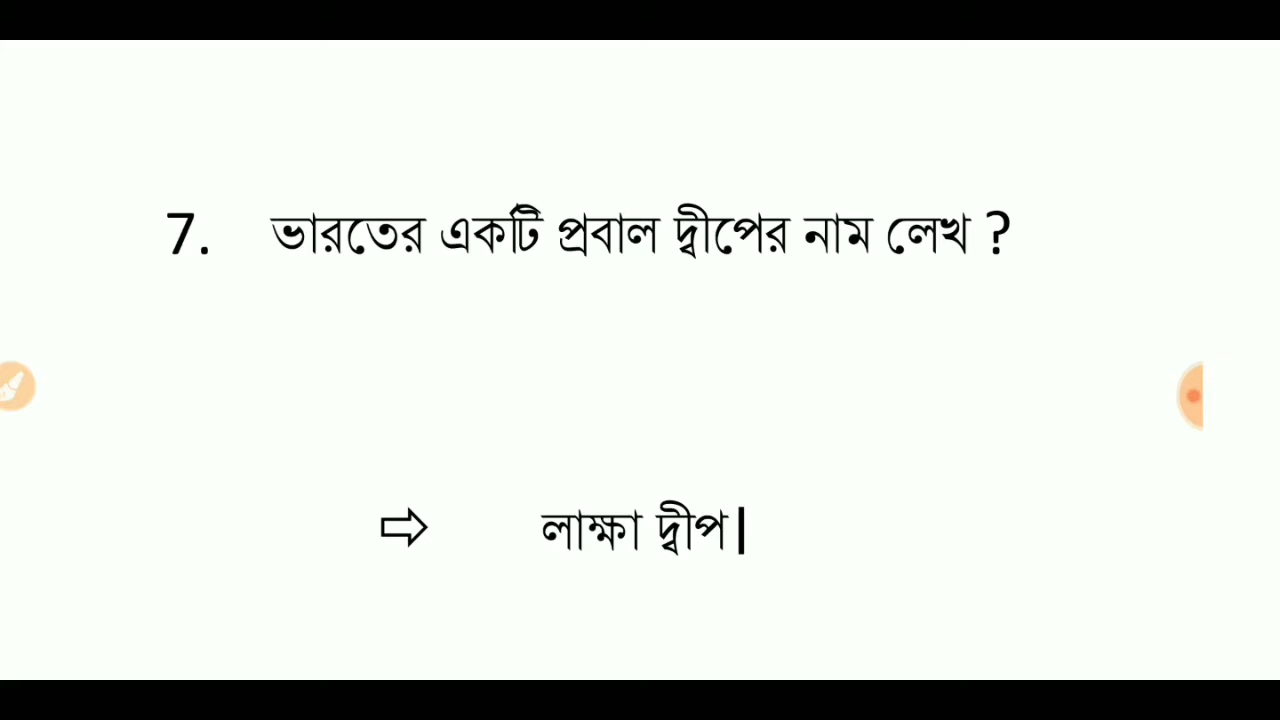 7. ভারতের একটি প্রবাল দ্বীপের নাম লেখ ?
⇨ লাক্ষা দ্বীপ|